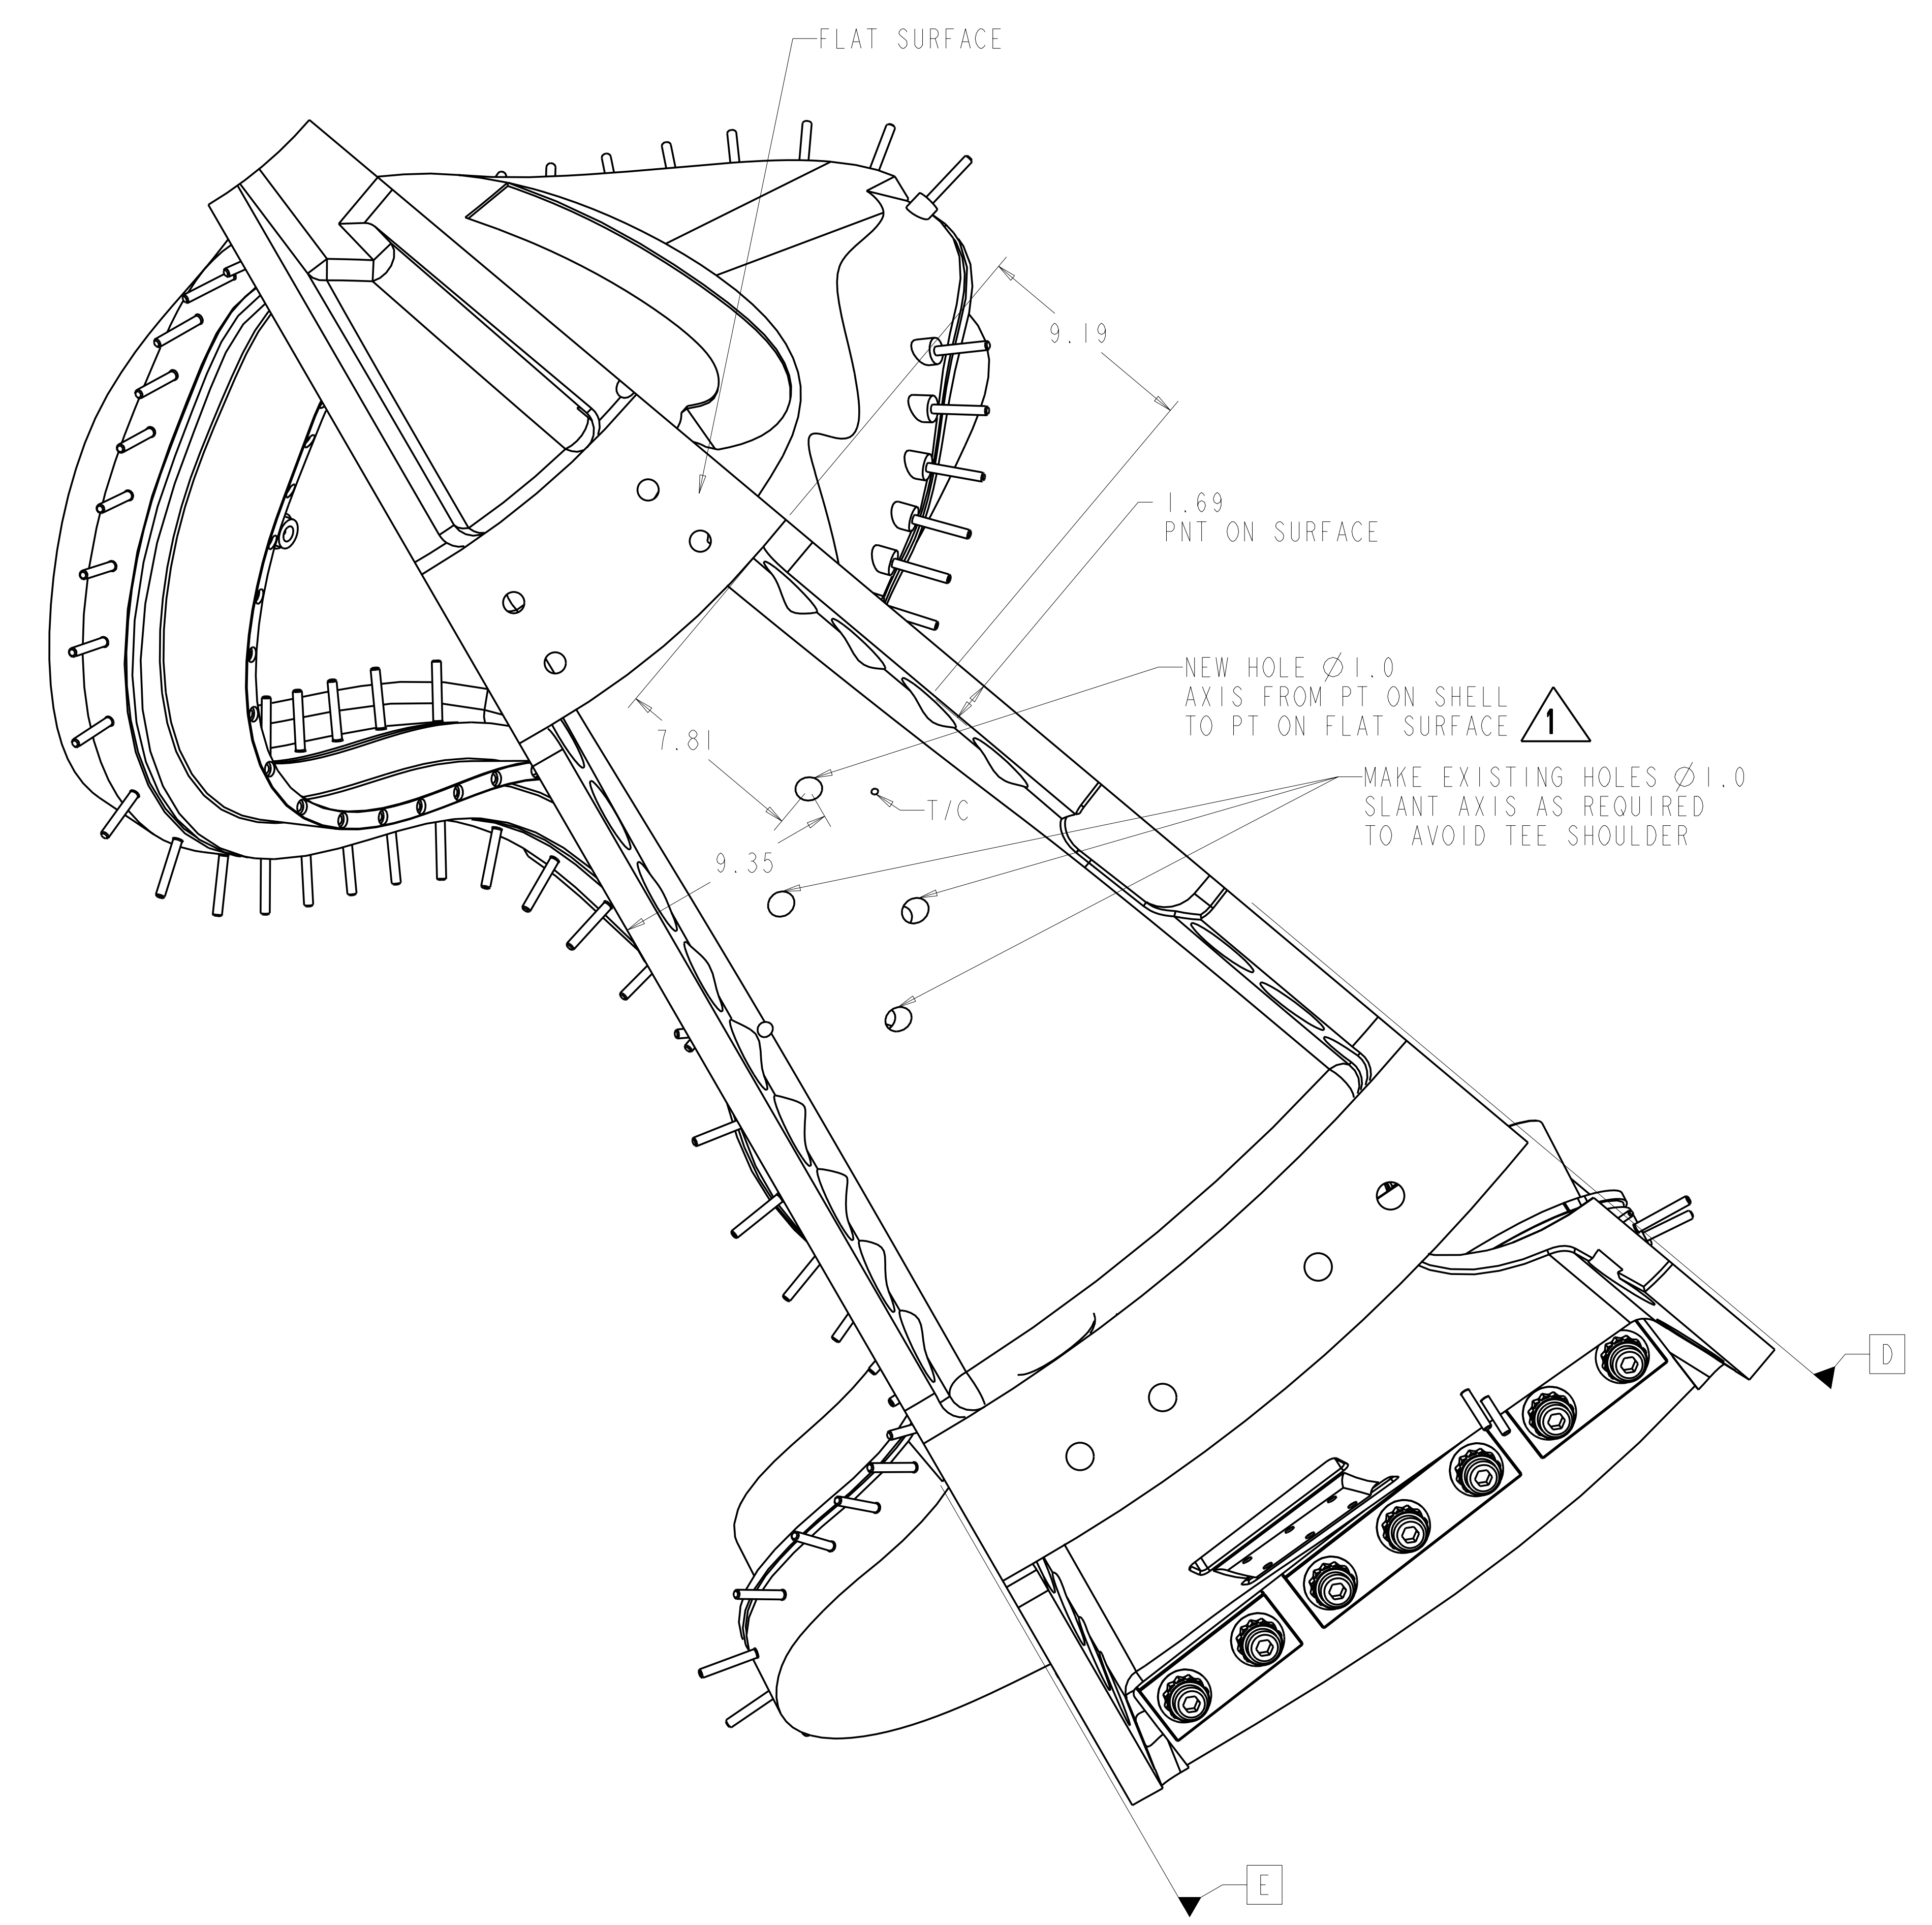 FLAT SURFACE
9.19
1.69
PNT ON SURFACE
NEW HOLE Ø1.0
AXIS FROM PT ON SHELL
TO PT ON FLAT SURFACE
1
7.81
MAKE EXISTING HOLES Ø1.0
SLANT AXIS AS REQUIRED
TO AVOID TEE SHOULDER
T/C
9.35
D
E